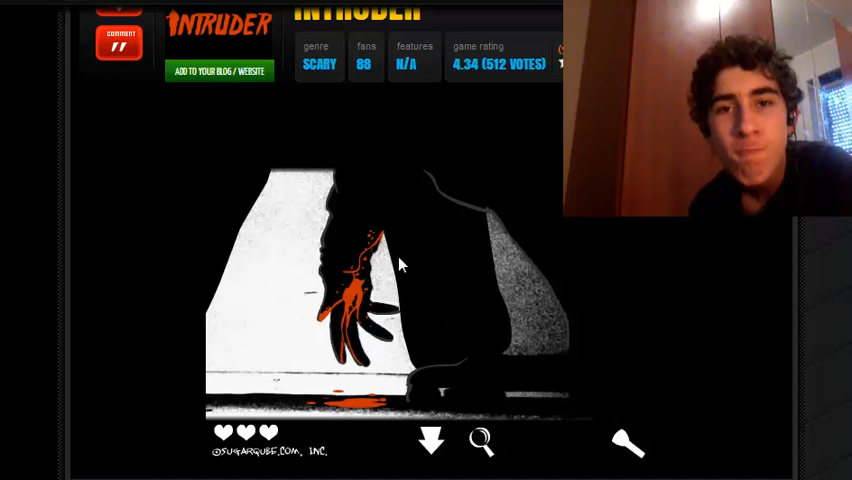 INTRUDER
INTRUDER
COMMENT
"
ADD TO YOUR BLOG / WEBSITE
genre
SCARY
fans
88
features
N/A
game rating
4.34 (512 VOTES)
@SUGARQUBE.COM, INC.